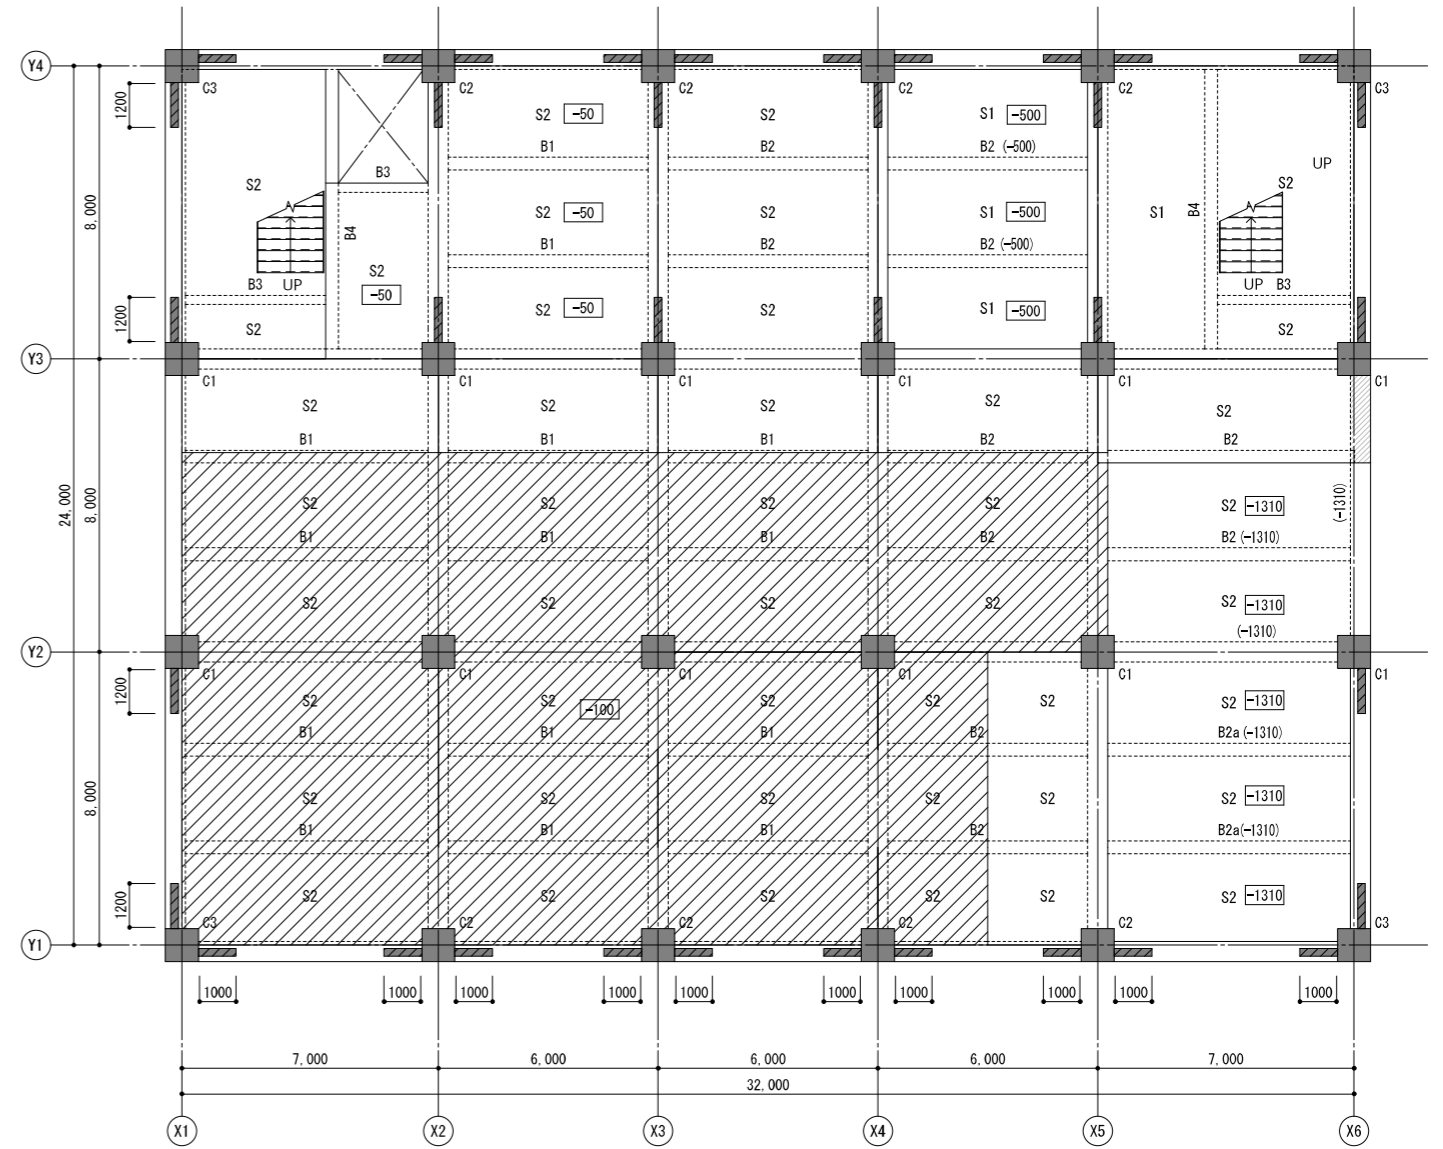 Y4
C3
C2
C2
C2
C2
C3
1200
S2
-50
S2
S1
-500
B1
B2
B2 (-500)
UP
B3
S2
S2
S2
-50
S2
S1
-500
S1
B4
8,000
B4
B1
B2
B2 (-500)
S2
-50
B3
UP
UP
B3
1200
S2
S2
-50
S2
S1
-500
S2
Y3
C1
C1
C1
C1
C1
C1
S2
S2
S2
S2
S2
B1
B1
B1
B2
B2
24,000
8,000
S2
S2
S2
S2
S2
-1310
(-1310)
B1
B1
B1
B2
B2 (-1310)
S2
S2
S2
S2
S2
-1310
(-1310)
Y2
C1
C1
C1
C1
C1
C1
1200
S2
S2
-100
S2
S2
S2
S2
-1310
B1
B1
B1
B2
B2a (-1310)
8,000
S2
S2
S2
S2
S2
S2
-1310
B1
B1
B1
B2
B2a(-1310)
1200
S2
S2
S2
S2
S2
S2
-1310
C3
C2
C2
C2
C2
C3
Y1
1000
1000
1000
1000
1000
1000
1000
1000
1000
1000
7,000
6,000
6,000
6,000
7,000
32,000
X1
X2
X3
X4
X5
X6